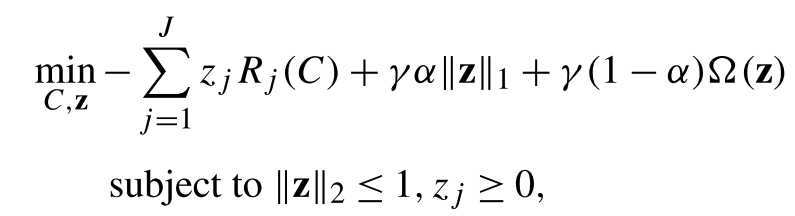 min_{C,𝐳} − ∑_{j=1}^{J} z_j R_j(C) + γα‖𝐳‖_1 + γ(1 − α)Ω(𝐳)
subject to ‖𝐳‖_2 ≤ 1, z_j ≥ 0,